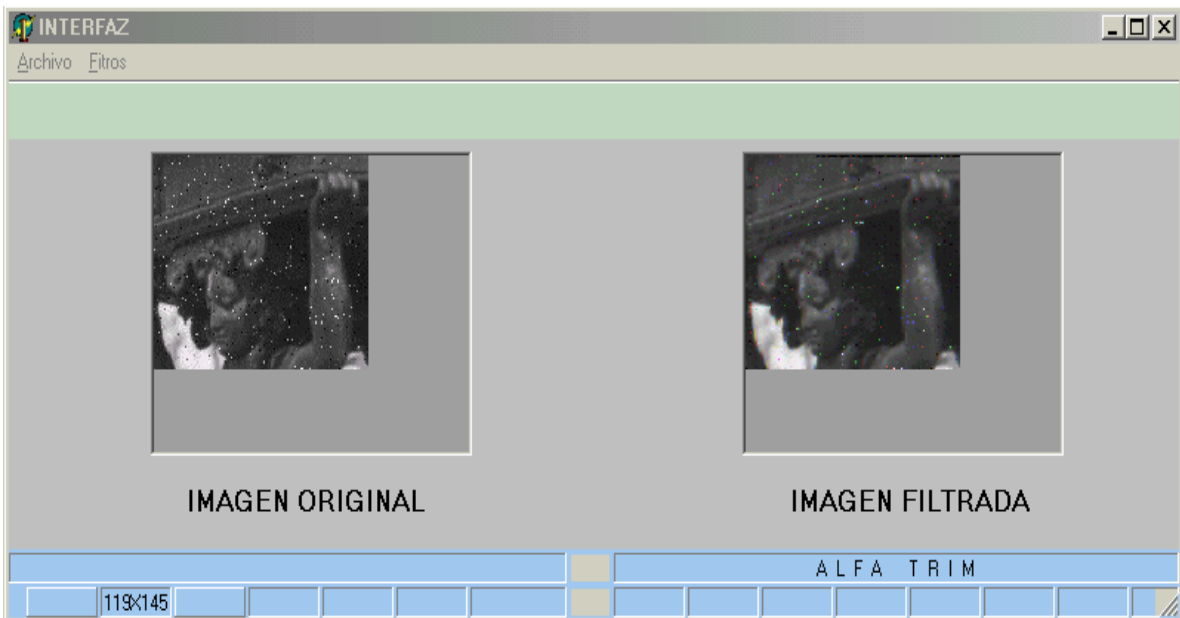 INTERFAZ
Archivo Fitros
IMAGEN ORIGINAL
IMAGEN FILTRADA
ALFA TRIM
119X145